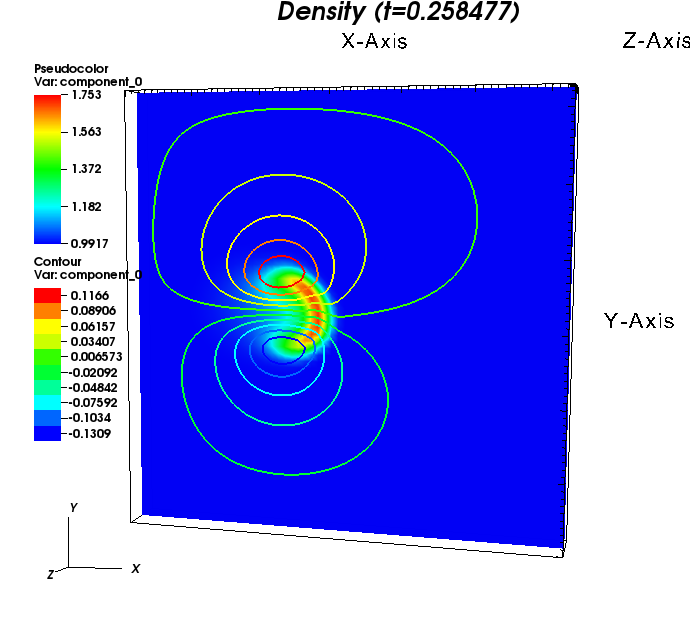 Density (t=0.258477)
X-Axis
Z-Axis
Pseudocolor
Var: component_0
1.753
1.563
1.372
1.182
0.9917
Contour
Var: component_0
0.1166
0.08906
0.06157
0.03407
0.006573
-0.02092
-0.04842
-0.07592
-0.1034
-0.1309
Y-Axis
Y
X
Z